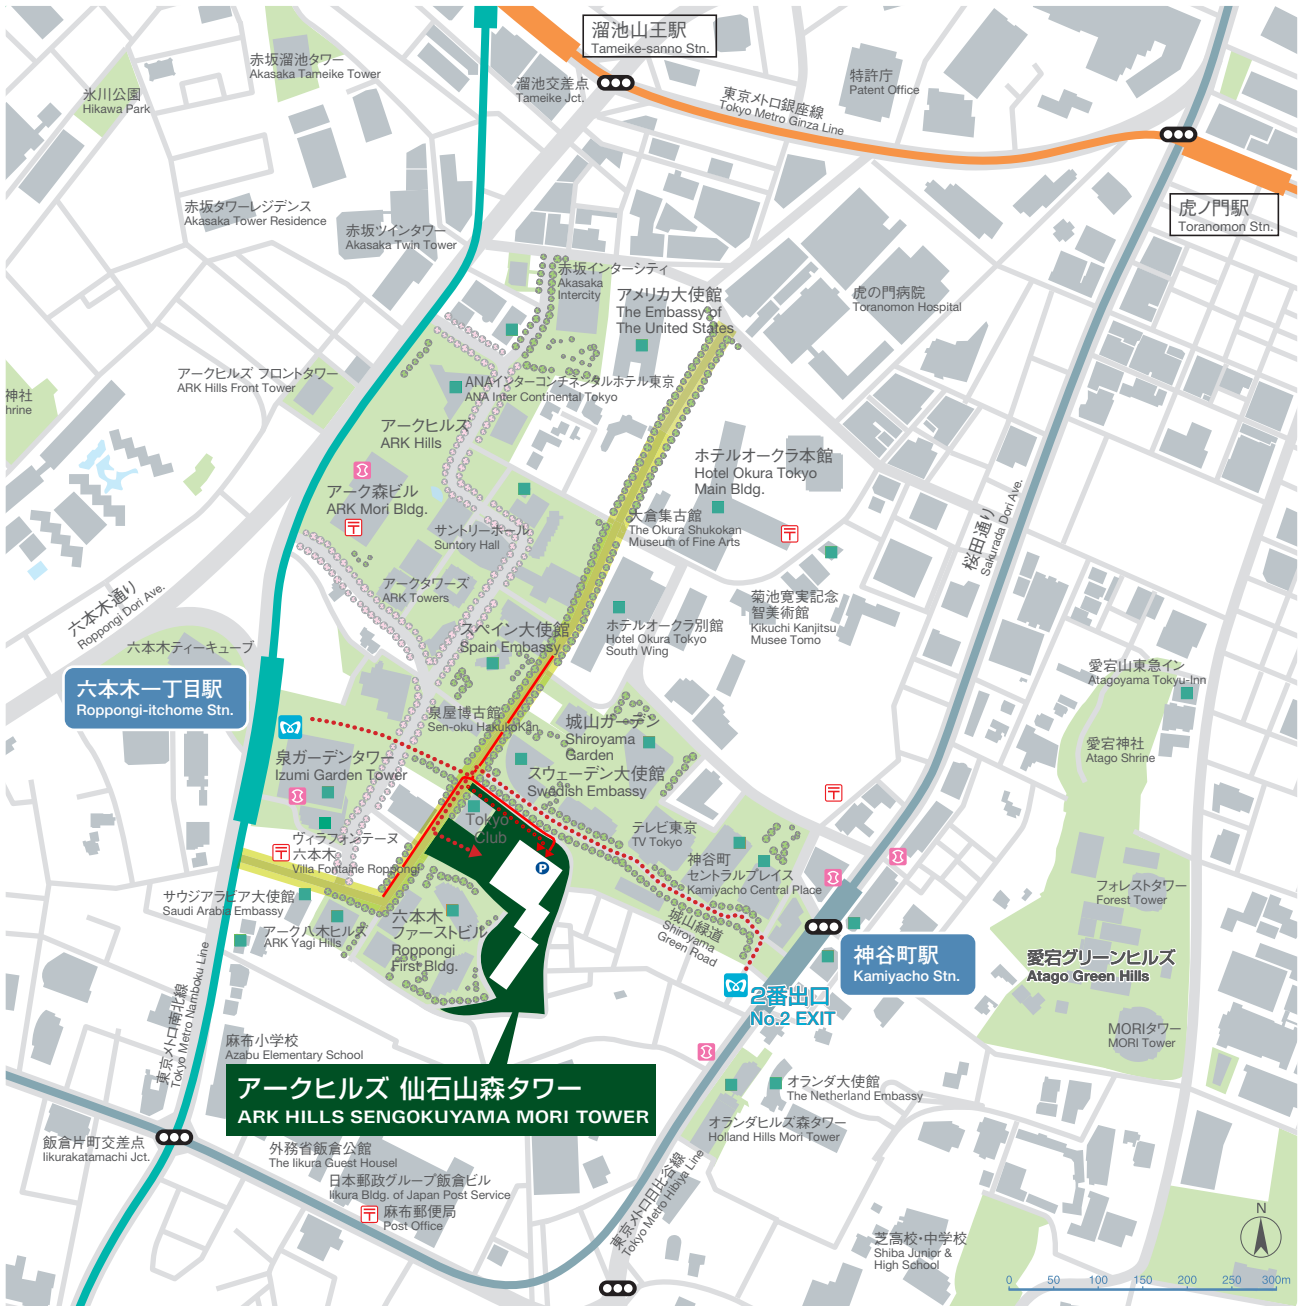 溜池山王駅
Tameike-sanno Stn.
赤坂溜池タワー
Akasaka Tameike Tower
氷川公園
Hikawa Park
溜池交差点
Tameike Jct.
特許庁
Patent Office
東京メトロ銀座線
Tokyo Metro Ginza Line
虎ノ門駅
Toranomon Stn.
赤坂タワーレジデンス
Akasaka Tower Residence
赤坂ツインタワー
Akasaka Twin Tower
赤坂インターシティ
Akasaka
Intercity
アメリカ大使館
The Embassy of
The United States
虎の門病院
Toranomon Hospital
アークヒルズ フロントタワー
ARK Hills Front Tower
神社
hrine
ANAインターコンチネンタルホテル東京
ANA Inter Continental Tokyo
アークヒルズ
ARK Hills
ホテルオークラ本館
Hotel Okura Tokyo
Main Bldg.
アーク森ビル
ARK Mori Bldg.
サントリーホール
Suntory Hall
大倉集古館
The Okura Shukokan
Museum of Fine Arts
桜田通り
Sakurada Dori Ave.
アークタワーズ
ARK Towers
六本木通り
Roppongi Dori Ave.
菊池寛実記念
智美術館
Kikuchi Kanjitsu
Musee Tomo
スペイン大使館
Spain Embassy
ホテルオークラ別館
Hotel Okura Tokyo
South Wing
六本木ティーキューブ
愛宕山東急イン
Atagoyama Tokyu-Inn
六本木一丁目駅
Roppongi-itchome Stn.
泉屋博古館
Sen-oku Hakukokan
城山ガーデン
Shiroyama
Garden
愛宕神社
Atago Shrine
泉ガーデンタワー
Izumi Garden Tower
スウェーデン大使館
Swedish Embassy
Tokyo
Club
テレビ東京
TV Tokyo
ヴィラフォンテーヌ
六本木
Villa Fontaine Roppongi
神谷町
セントラルプレイス
Kamiyacho Central Place
P
サウジアラビア大使館
Saudi Arabia Embassy
フォレストタワー
Forest Tower
六本木
ファーストビル
Roppongi
First Bldg.
アーク八木ヒルズ
ARK Yagi Hills
城山緑道
Shiroyama
Green Road
神谷町駅
Kamiyacho Stn.
愛宕グリーンヒルズ
Atago Green Hills
2番出口
No.2 EXIT
東京メトロ南北線
Tokyo Metro Namboku Line
麻布小学校
Azabu Elementary School
MORIタワー
MORI Tower
アークヒルズ 仙石山森タワー
ARK HILLS SENGOKUYAMA MORI TOWER
オランダ大使館
The Netherland Embassy
オランダヒルズ森タワー
Holland Hills Mori Tower
飯倉片町交差点
Iikurakatamachi Jct.
外務省飯倉公館
The Iikura Guest Housel
日本郵政グループ飯倉ビル
Iikura Bldg. of Japan Post Service
麻布郵便局
Post Office
東京メトロ日比谷線
Tokyo Metro Hibiya Line
芝高校・中学校
Shiba Junior &
High School
N
0 50 100 150 200 250 300m